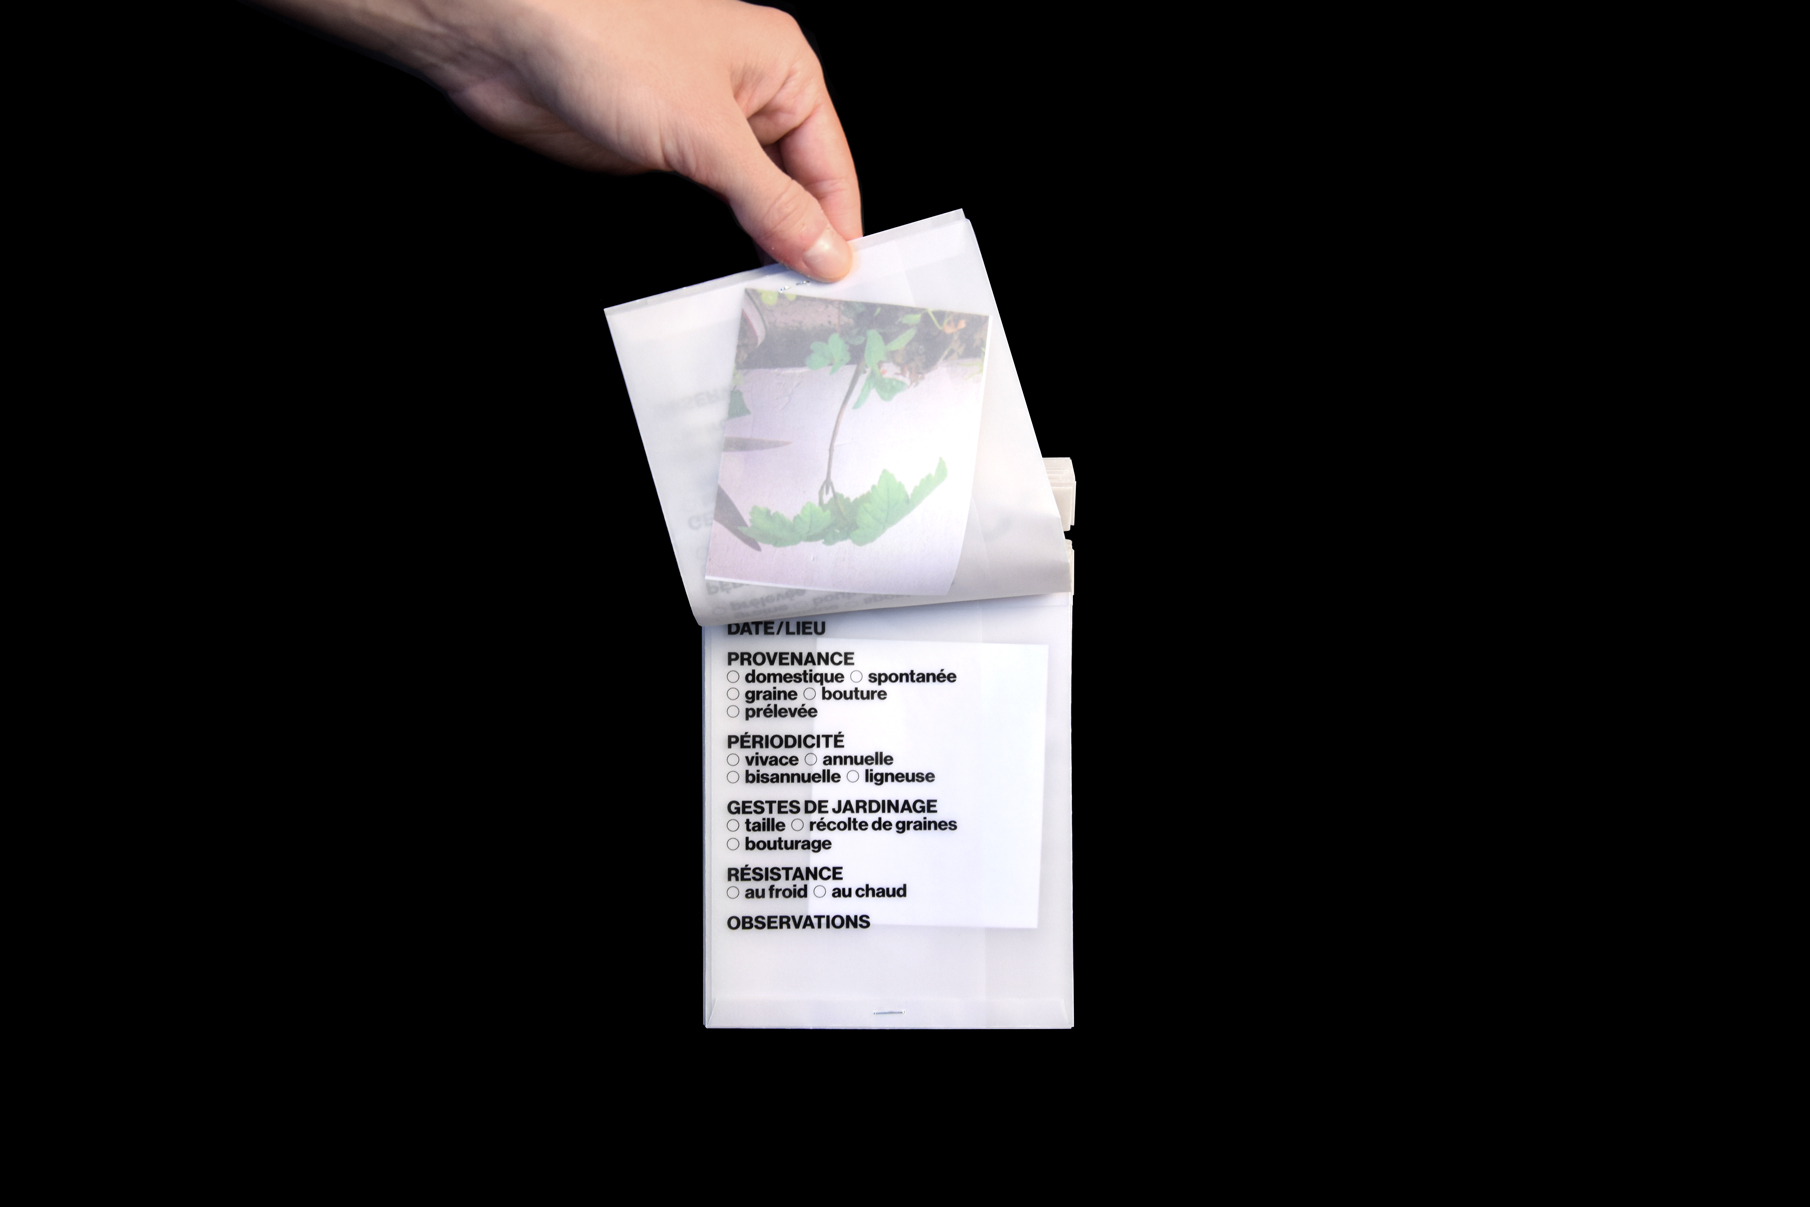 DATE/LIEU
PROVENANCE
○ domestique ○ spontanée
○ graine ○ bouture
○ prélevée
PÉRIODICITÉ
○ vivace ○ annuelle
○ bisannuelle ○ ligneuse
GESTES DE JARDINAGE
○ taille ○ récolte de graines
○ bouturage
RÉSISTANCE
○ au froid ○ au chaud
OBSERVATIONS